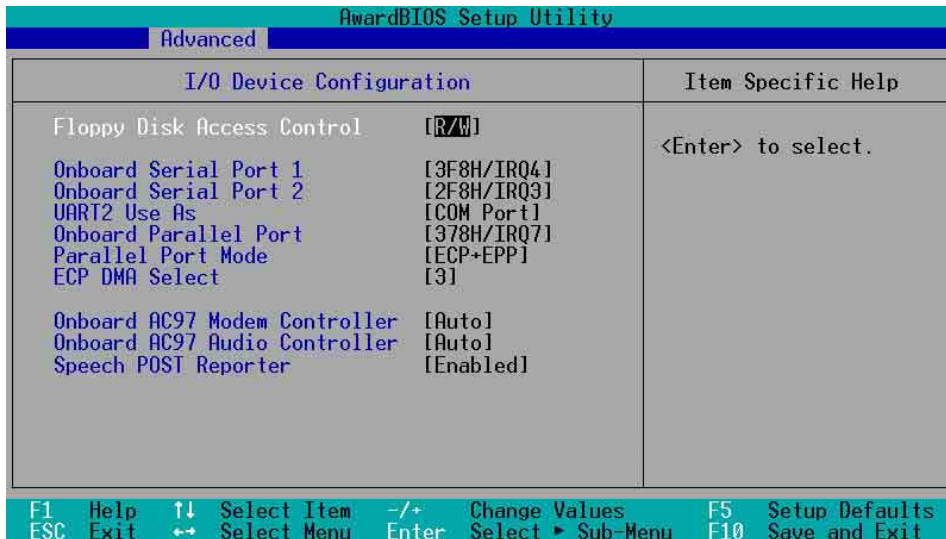 AwardBIOS Setup Utility
Advanced
I/O Device Configuration
Item Specific Help
Floppy Disk Access Control [R/W]
<Enter> to select.
Onboard Serial Port 1 [3F8H/IRQ4]
Onboard Serial Port 2 [2F8H/IRQ3]
UART2 Use As [COM Port]
Onboard Parallel Port [378H/IRQ7]
Parallel Port Mode [ECP+EPP]
ECP DMA Select [3]
Onboard AC97 Modem Controller [Auto]
Onboard AC97 Audio Controller [Auto]
Speech POST Reporter [Enabled]
F1 Help ↑↓ Select Item -/+ Change Values F5 Setup Defaults
ESC Exit ←→ Select Menu Enter Select ► Sub-Menu F10 Save and Exit